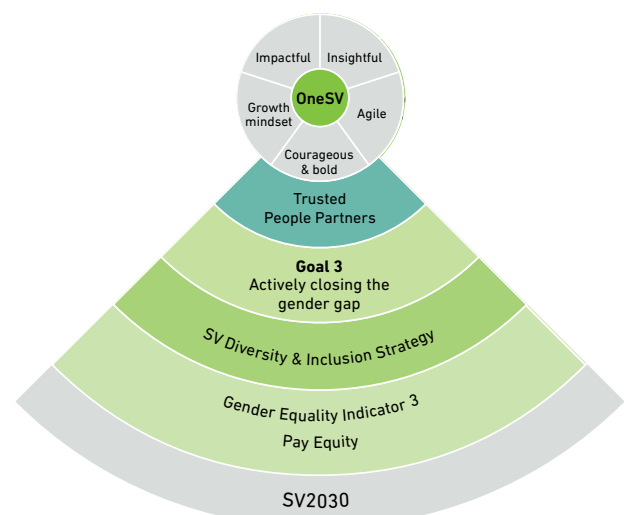 Impactful
Insightful
OneSV
Growth
mindset
Agile
Courageous
& bold
Trusted
People Partners
Goal 3
Actively closing the
gender gap
SV Diversity & Inclusion Strategy
Gender Equality Indicator 3
Pay Equity
SV2030